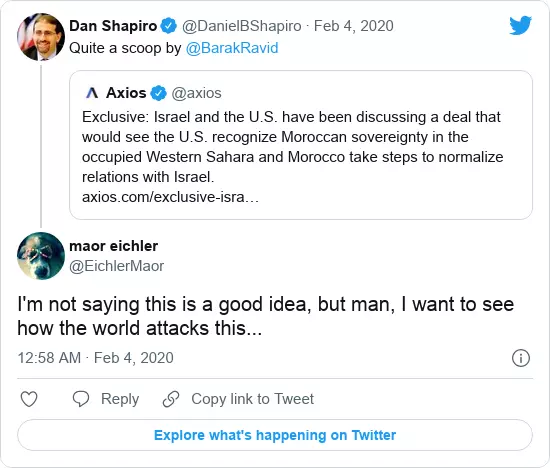 Dan Shapiro @DanielBShapiro · Feb 4, 2020
Quite a scoop by @BarakRavid
Axios @axios
Exclusive: Israel and the U.S. have been discussing a deal that
would see the U.S. recognize Moroccan sovereignty in the
occupied Western Sahara and Morocco take steps to normalize
relations with Israel.
axios.com/exclusive-isra…
maor eichler
@EichlerMaor
I'm not saying this is a good idea, but man, I want to see
how the world attacks this...
12:58 AM · Feb 4, 2020
Reply Copy link to Tweet
Explore what's happening on Twitter